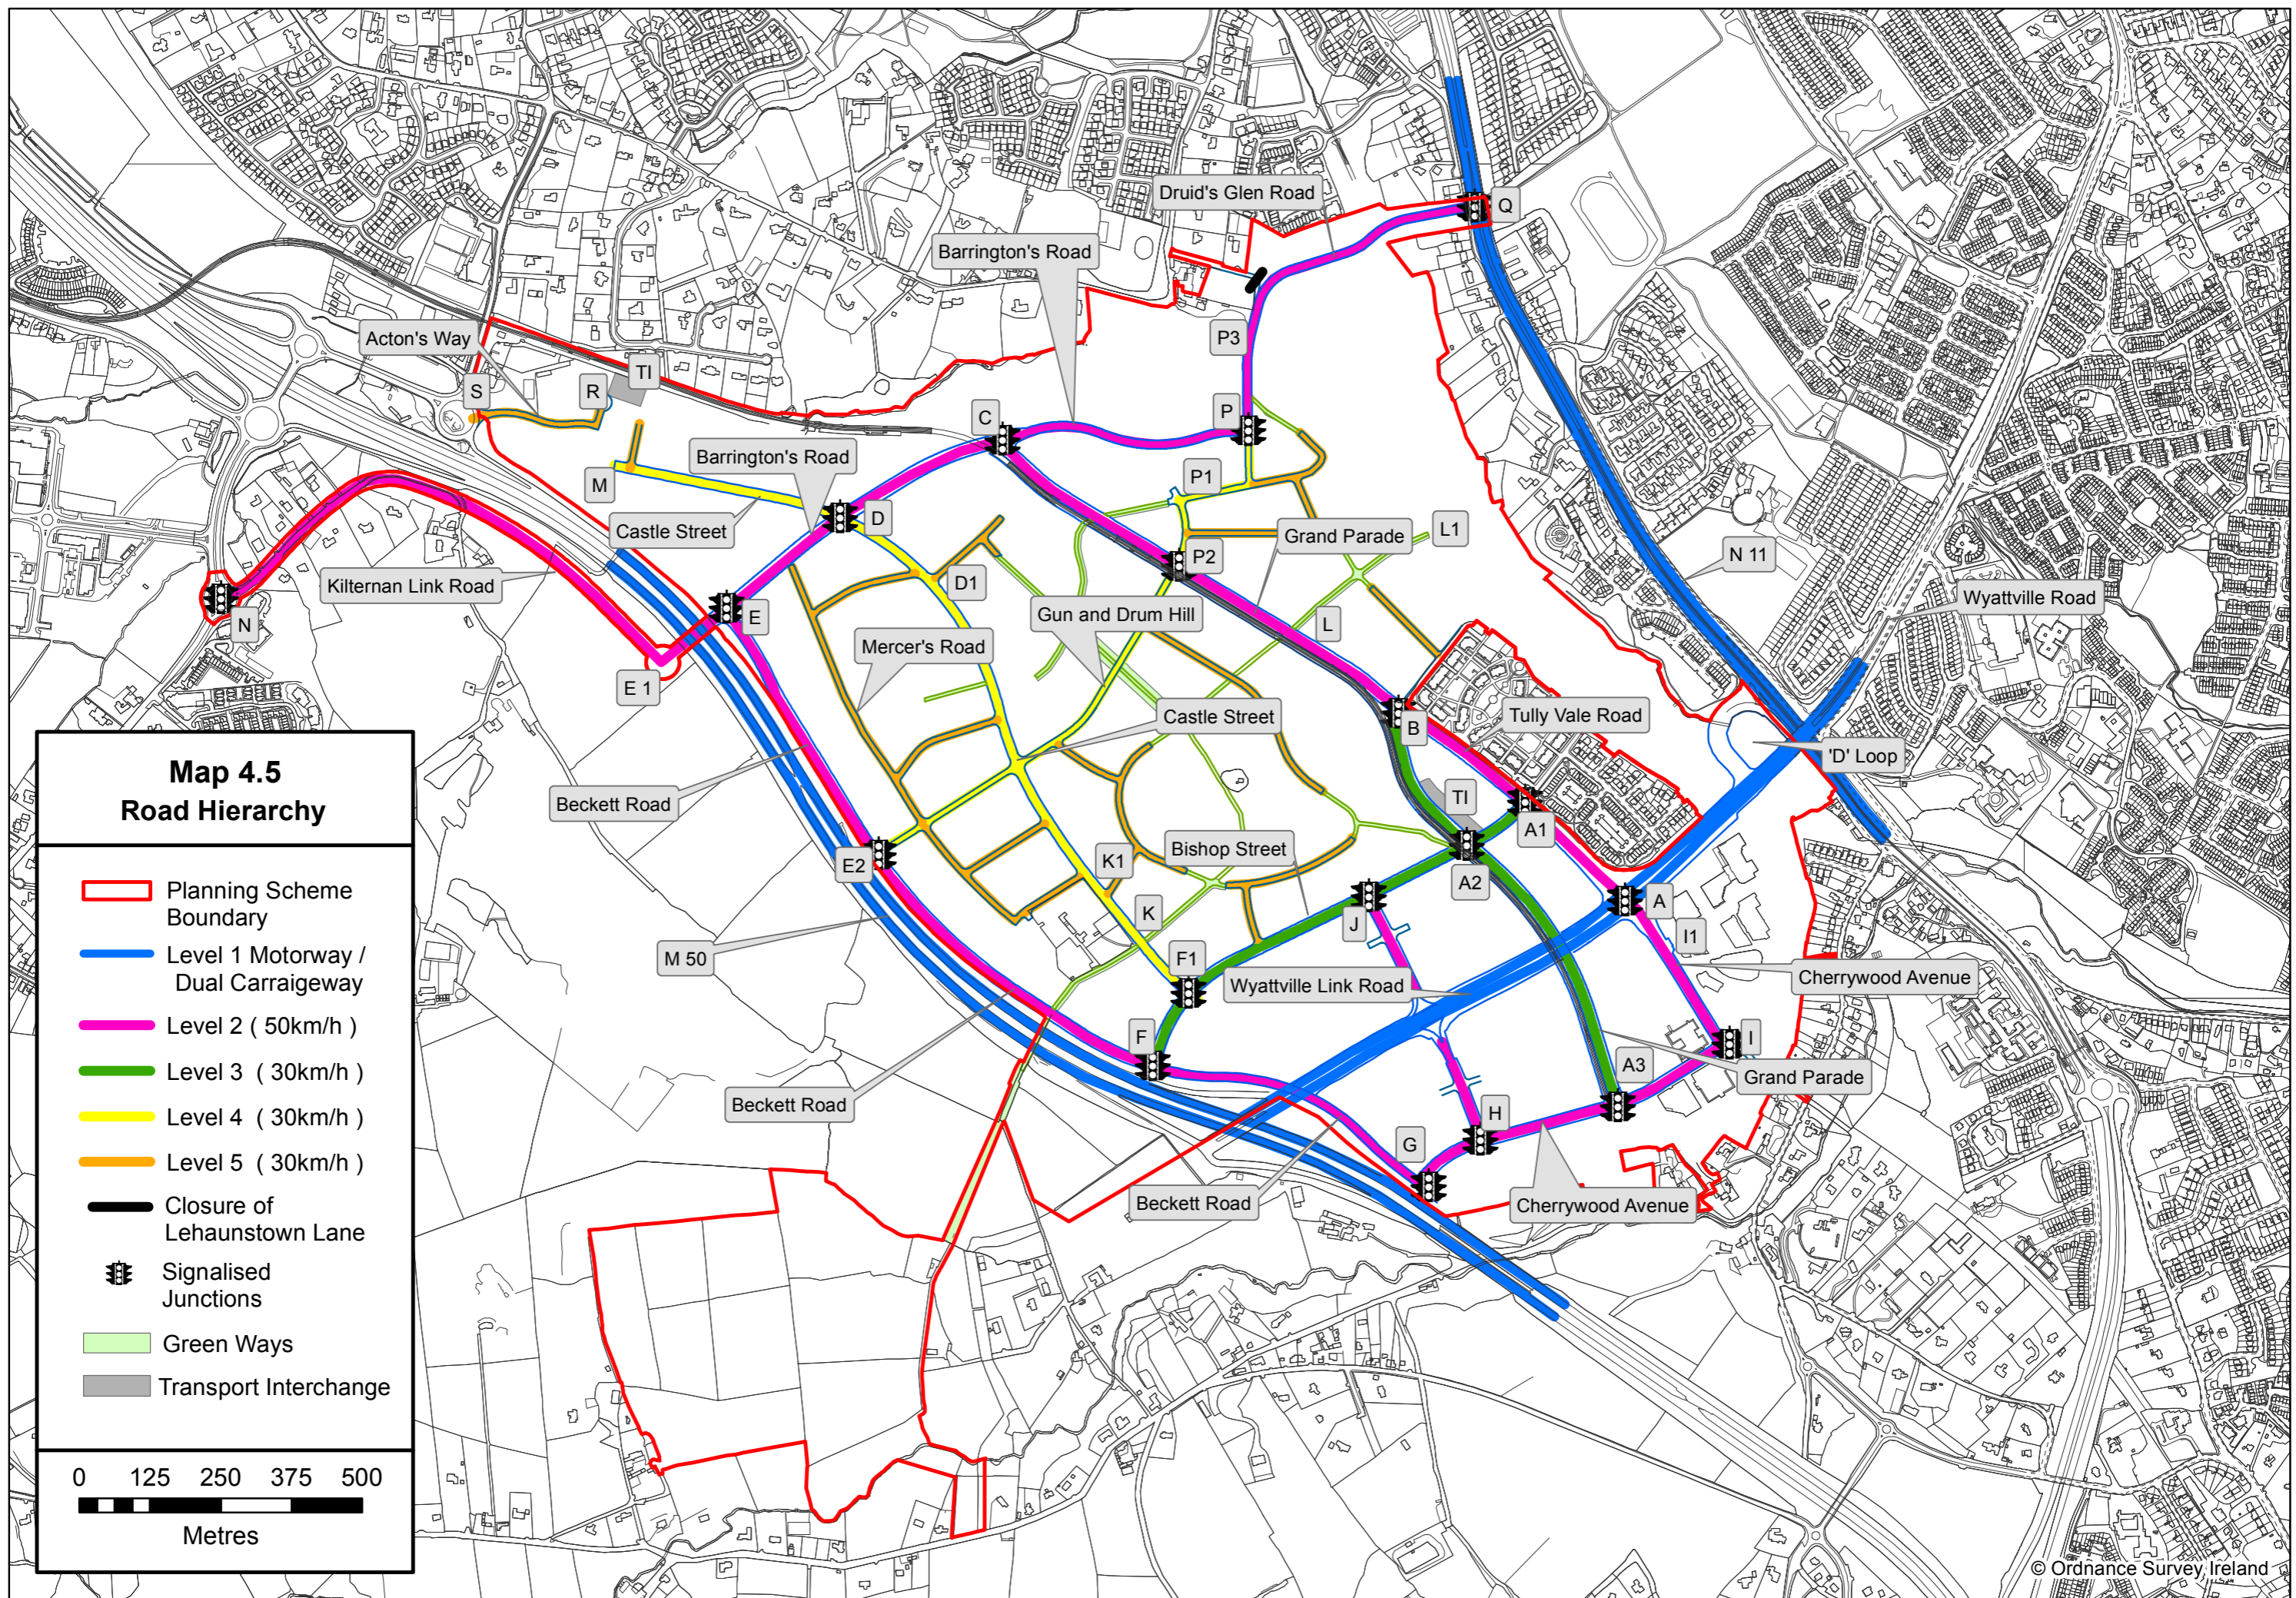 Druid's Glen Road
Q
Barrington's Road
P3
Acton's Way
TI
S
R
C
P
Barrington's Road
M
P1
Castle Street
D
Grand Parade
L1
P2
N 11
Kilternan Link Road
D1
Wyattville Road
N
E
Gun and Drum Hill
L
Mercer's Road
E 1
Castle Street
Tully Vale Road
B
'D' Loop
Beckett Road
TI
A1
Bishop Street
E2
K1
A2
A
K
J
I1
M 50
F1
Wyattville Link Road
Cherrywood Avenue
F
I
A3
Grand Parade
Beckett Road
H
G
Beckett Road
Cherrywood Avenue
Map 4.5
Road Hierarchy
Planning Scheme
Boundary
Level 1 Motorway /
Dual Carraigeway
Level 2 ( 50km/h )
Level 3 ( 30km/h )
Level 4 ( 30km/h )
Level 5 ( 30km/h )
Closure of
Lehaunstown Lane
Signalised
Junctions
Green Ways
Transport Interchange
0 125 250 375 500
Metres
© Ordnance Survey Ireland